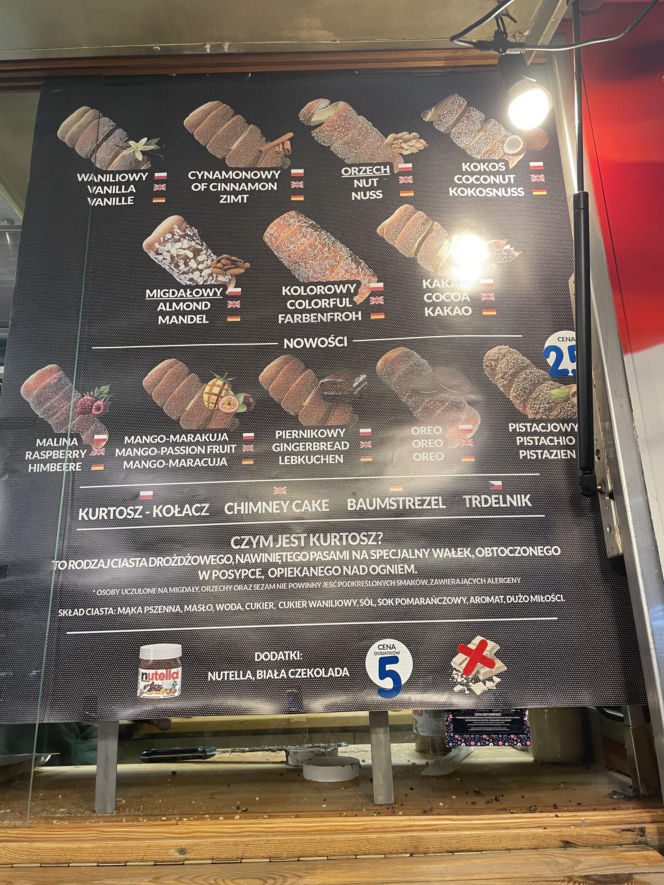 WANILIOWY
VANILLA
VANILLE
CYNAMONOWY
OF CINNAMON
ZIMT
ORZECH
NUT
NUSS
KOKOS
COCONUT
KOKOSNUSS
MIGDAŁOWY
ALMOND
MANDEL
KOLOROWY
COLORFUL
FARBENFROH
KAKAO
COCOA
KAKAO
NOWOŚCI
CENA
25
MALINA
RASPBERRY
HIMBEERE
MANGO-MARAKUJA
MANGO-PASSION FRUIT
MANGO-MARACUJA
PIERNIKOWY
GINGERBREAD
LEBKUCHEN
OREO
OREO
OREO
PISTACJOWY
PISTACHIO
PISTAZIEN
KURTOSZ - KOŁACZ
CHIMNEY CAKE
BAUMSTREZEL
TRDELNIK
CZYM JEST KURTOSZ?
TO RODZAJ CIASTA DROŻDŻOWEGO, NAWINIĘTEGO PASAMI NA SPECJALNY WAŁEK, OBTOCZONEGO
W POSYPCE, OPIEKANEGO NAD OGNIEM.
* OSOBY UCZULONE NA MIGDAŁY, ORZECHY ORAZ SEZAM NIE POWINNY JEŚĆ PODKREŚLONYCH SMAKÓW, ZAWIERAJĄCYCH ALERGENY
SKŁAD CIASTA: MĄKA PSZENNA, MASŁO, WODA, CUKIER, CUKIER WANILIOWY, SÓL, SOK POMARAŃCZOWY, AROMAT, DUŻO MIŁOŚCI.
nutella
DODATKI:
NUTELLA, BIAŁA CZEKOLADA
CENA
DODATKÓW
5